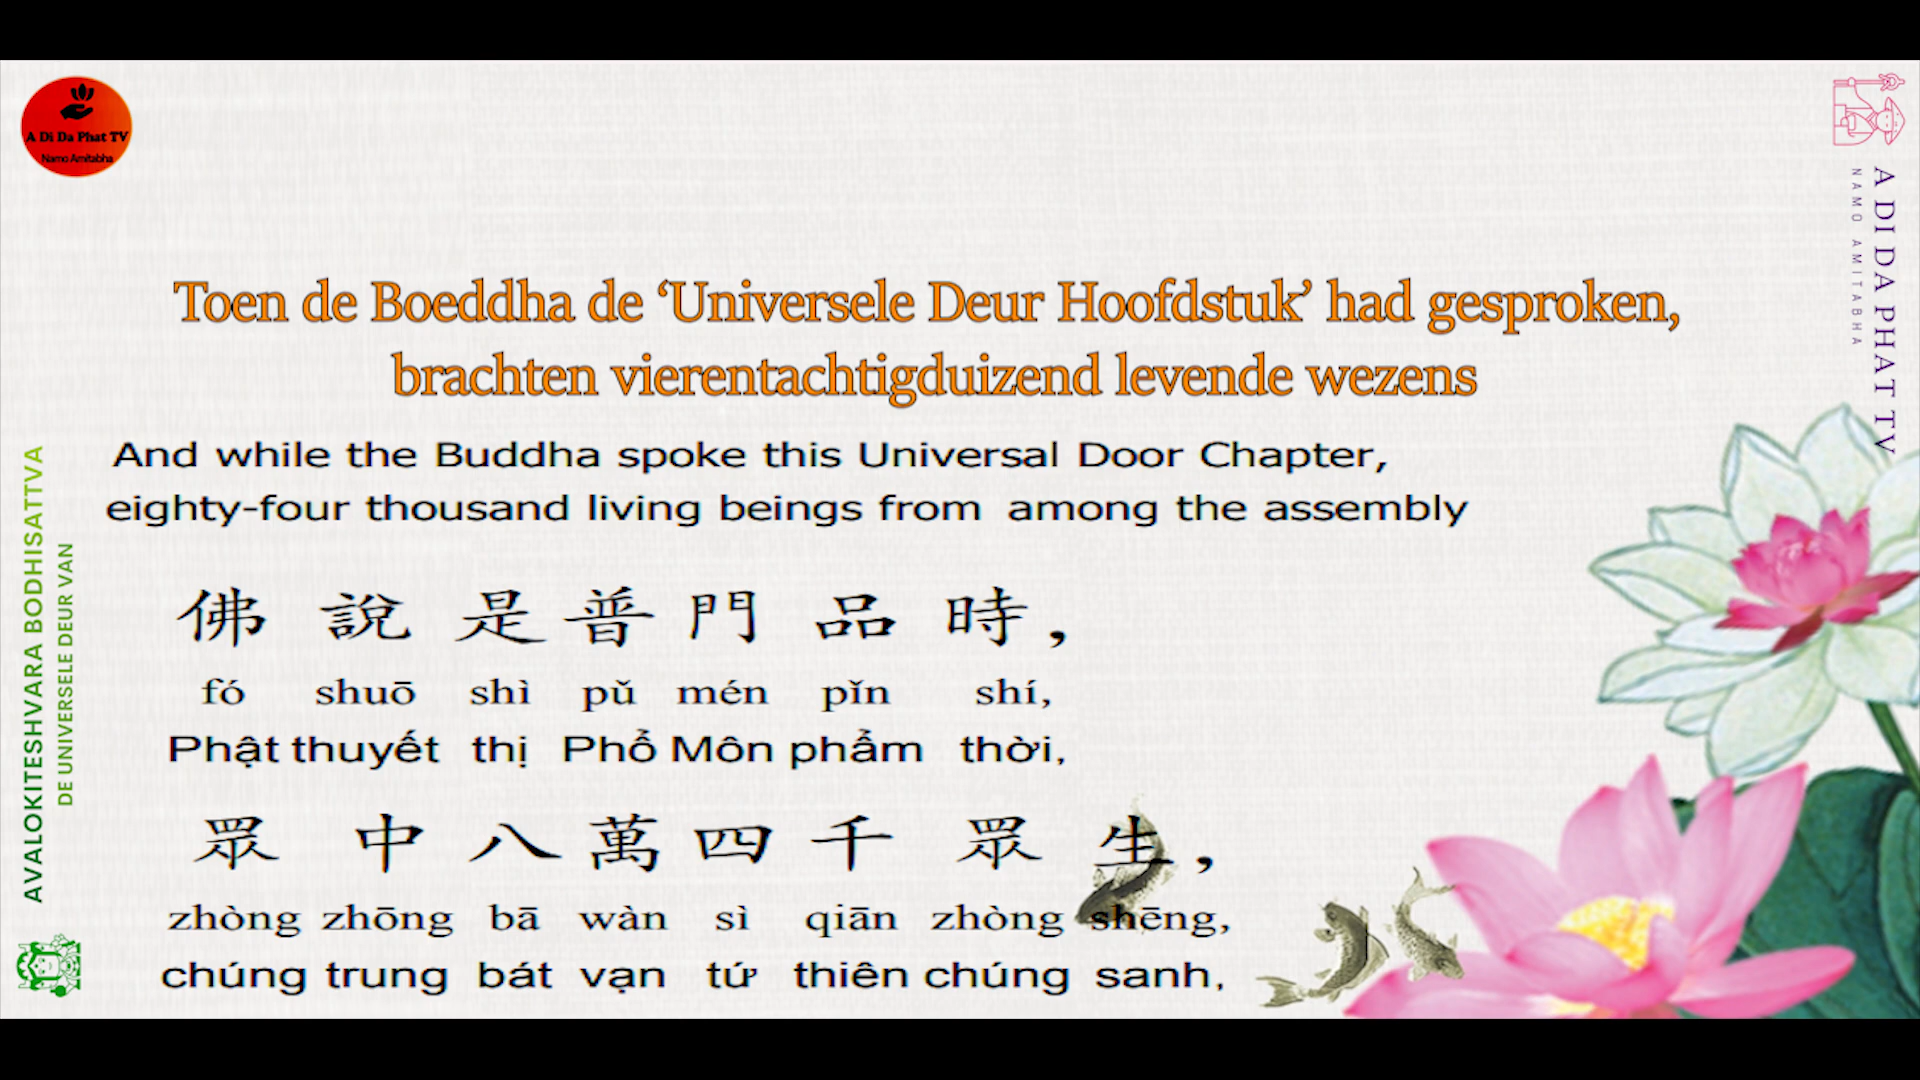 A Di Da Phat TV
Namo Amitabha
A DI DA PHAT TV
NAMO AMITABHA
Toen de Boeddha de ‘Universele Deur Hoofdstuk’ had gesproken,
brachten vierentachtigduizend levende wezens
And while the Buddha spoke this Universal Door Chapter,
eighty-four thousand living beings from among the assembly
佛說是普門品時,
fó shuō shì pǔ mén pǐn shí,
Phật thuyết thị Phổ Môn phẩm thời,
眾中八萬四千眾生,
zhòng zhōng bā wàn sì qiān zhòng shēng,
chúng trung bát vạn tứ thiên chúng sanh,
AVALOKITESHVARA BODHISATTVA
DE UNIVERSELE DEUR VAN